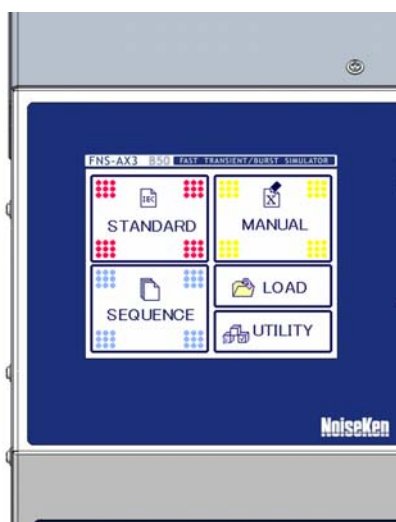 FNS-AX3 B50 FAST TRANSIENT/BURST SIMULATOR
IEC
STANDARD
X
MANUAL
SEQUENCE
LOAD
UTILITY
NoiseKen